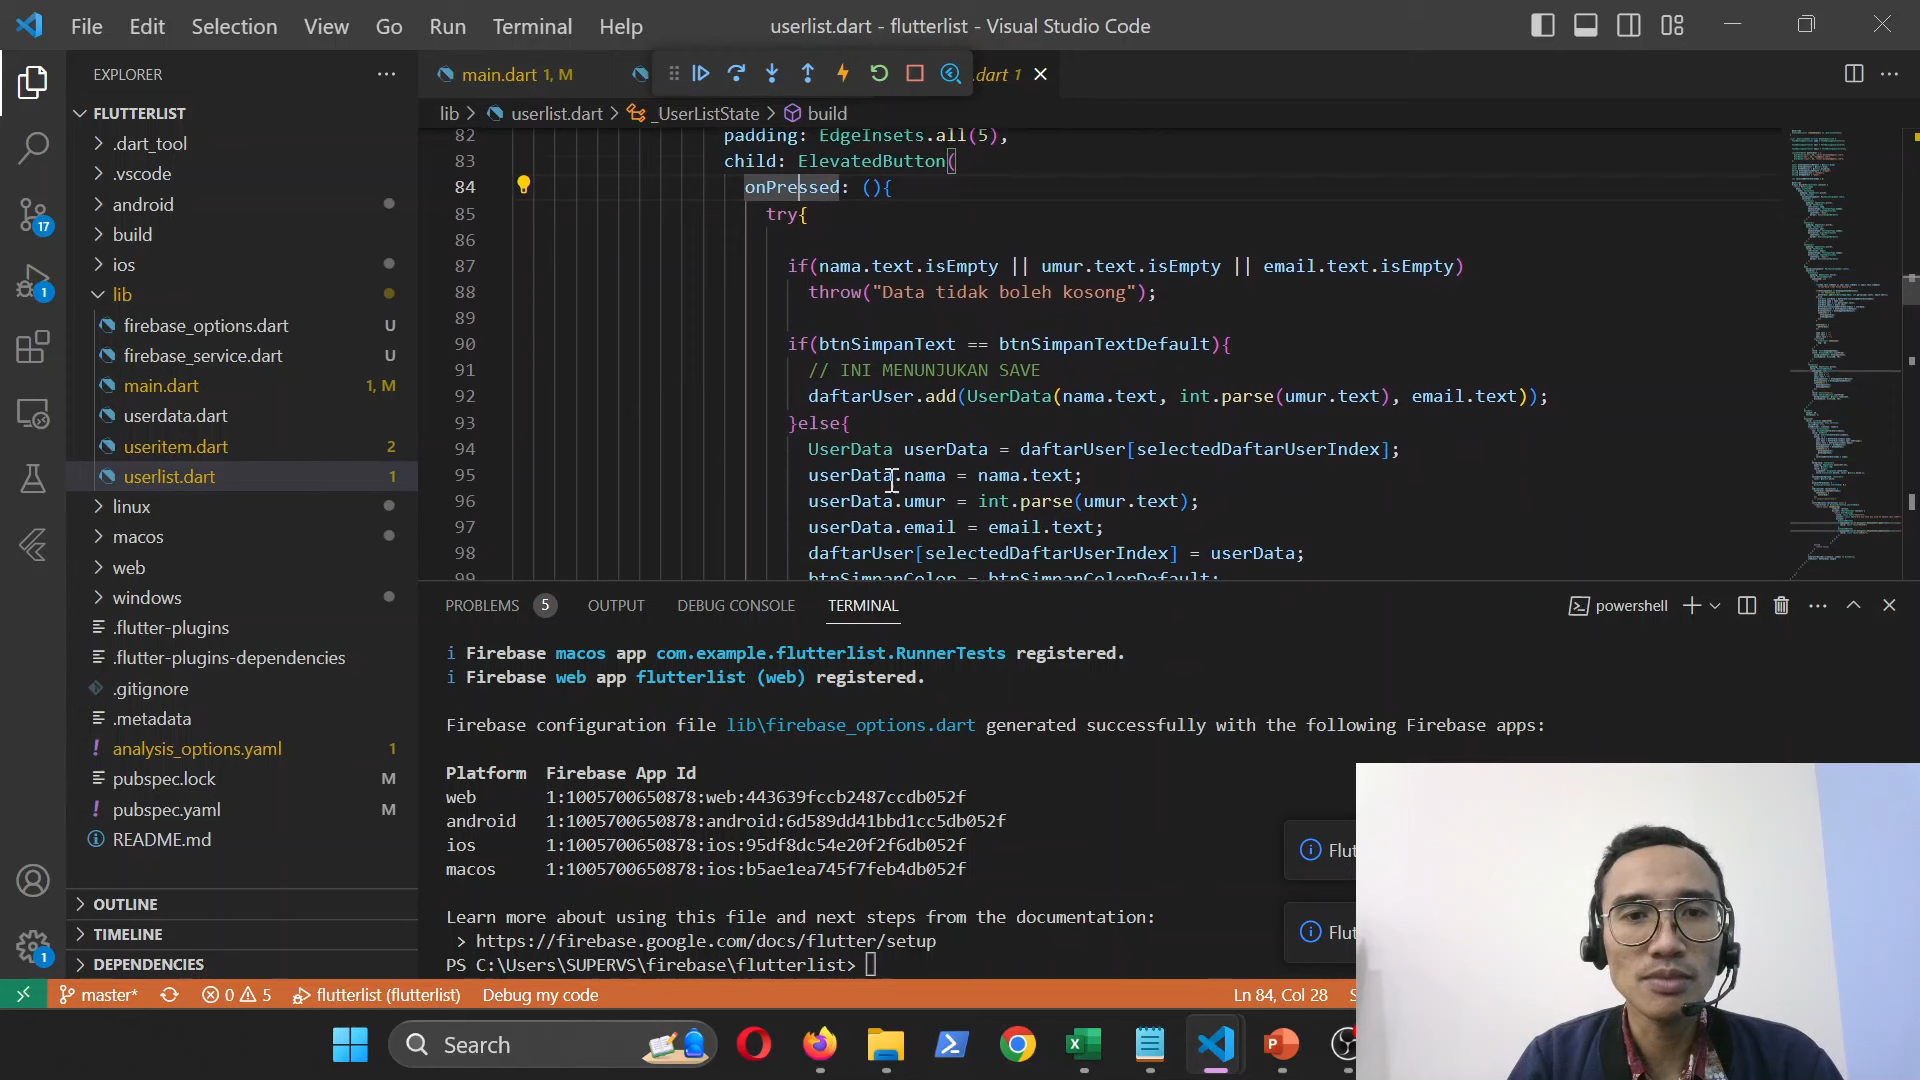 File Edit Selection View Go Run Terminal Help
userlist.dart - flutterlist - Visual Studio Code
EXPLORER
main.dart 1, M
.dart 1
FLUTTERLIST
.dart_tool
.vscode
android
build
ios
lib
firebase_options.dart U
firebase_service.dart U
main.dart 1, M
userdata.dart
useritem.dart 2
userlist.dart 1
linux
macos
web
windows
.flutter-plugins
.flutter-plugins-dependencies
.gitignore
.metadata
analysis_options.yaml 1
pubspec.lock M
pubspec.yaml M
README.md
OUTLINE
TIMELINE
DEPENDENCIES
17
1
1
lib > userlist.dart > _UserListState > build
82 padding: EdgeInsets.all(5),
83 child: ElevatedButton(
84 onPressed: (){
85 try{
86
87 if(nama.text.isEmpty || umur.text.isEmpty || email.text.isEmpty)
88 throw("Data tidak boleh kosong");
89
90 if(btnSimpanText == btnSimpanTextDefault){
91 // INI MENUNJUKAN SAVE
92 daftarUser.add(UserData(nama.text, int.parse(umur.text), email.text));
93 }else{
94 UserData userData = daftarUser[selectedDaftarUserIndex];
95 userData.nama = nama.text;
96 userData.umur = int.parse(umur.text);
97 userData.email = email.text;
98 daftarUser[selectedDaftarUserIndex] = userData;
99 btnSimpanColor = btnSimpanColorDefault;
PROBLEMS 5 OUTPUT DEBUG CONSOLE TERMINAL
powershell
i Firebase macos app com.example.flutterlist.RunnerTests registered.
i Firebase web app flutterlist (web) registered.
Firebase configuration file lib\firebase_options.dart generated successfully with the following Firebase apps:
Platform Firebase App Id
web 1:1005700650878:web:443639fccb2487ccdb052f
android 1:1005700650878:android:6d589dd41bbd1cc5db052f
ios 1:1005700650878:ios:95df8dc54e20f2f6db052f
macos 1:1005700650878:ios:b5ae1ea745f7feb4db052f
Learn more about using this file and next steps from the documentation:
> https://firebase.google.com/docs/flutter/setup
PS C:\Users\SUPERVS\firebase\flutterlist>
Flut
Flut
master* 0 5 flutterlist (flutterlist) Debug my code
Ln 84, Col 28 S
Search